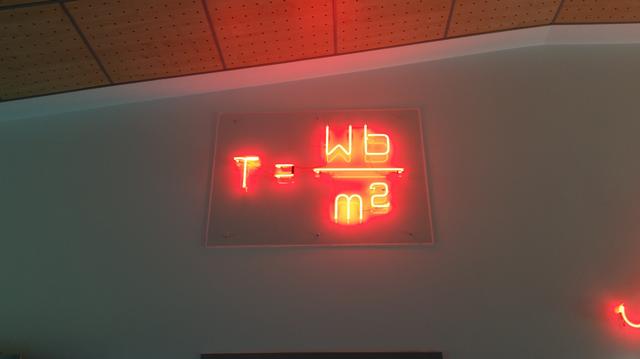 T = Wb
m²